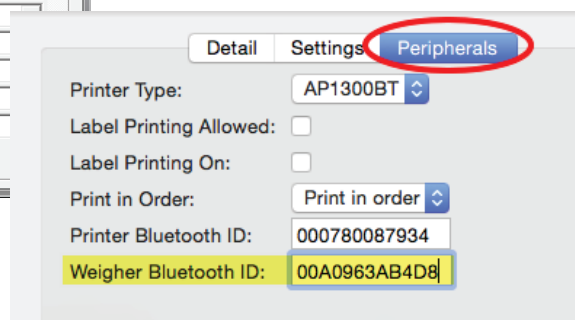 Detail Settings Peripherals
Printer Type: AP1300BT
Label Printing Allowed:
Label Printing On:
Print in Order: Print in order
Printer Bluetooth ID: 000780087934
Weigher Bluetooth ID: 00A0963AB4D8